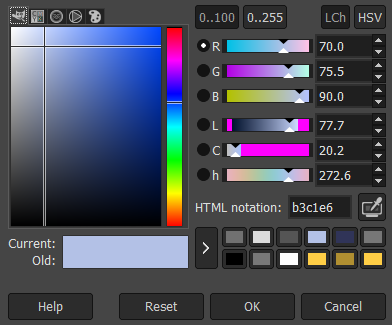 0..100 0..255 LCh HSV
R 70.0
G 75.5
B 90.0
L 77.7
C 20.2
h 272.6
HTML notation: b3c1e6
Current:
Old:
Help Reset OK Cancel